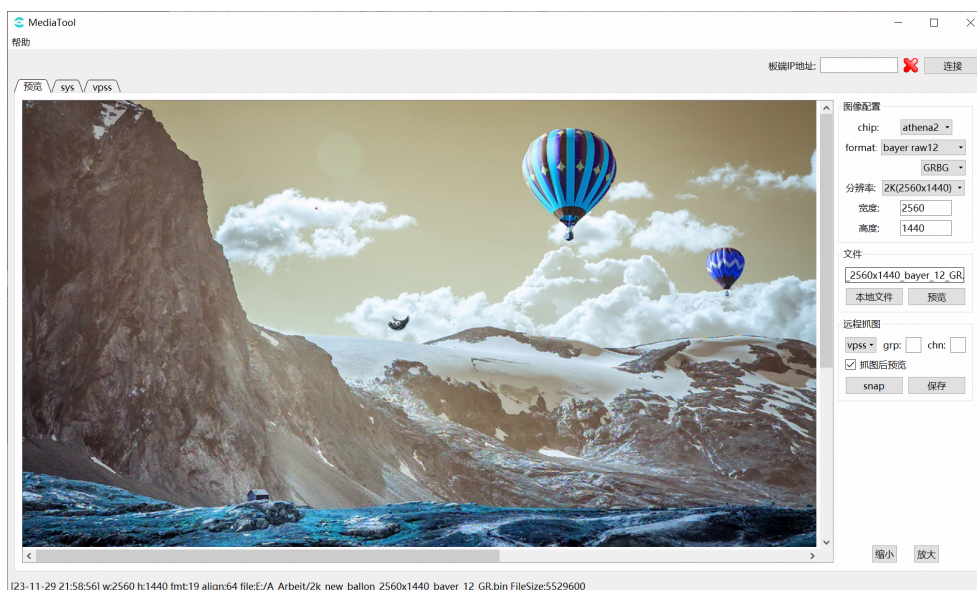 MediaTool
帮助
板端IP地址: 连接
预览 sys vpss
图像配置
chip: athena2
format: bayer raw12
GRBG
分辨率: 2K(2560x1440)
宽度: 2560
高度: 1440
文件
_2560x1440_bayer_12_GR.
本地文件 预览
远程抓图
vpss grp: chn:
抓图后预览
snap 保存
缩小 放大
[23-11-29 21:58:56] w:2560 h:1440 fmt:19 align:64 file:E:/A_Arbeit/2k_new_ballon_2560x1440_bayer_12_GR.bin FileSize:5529600